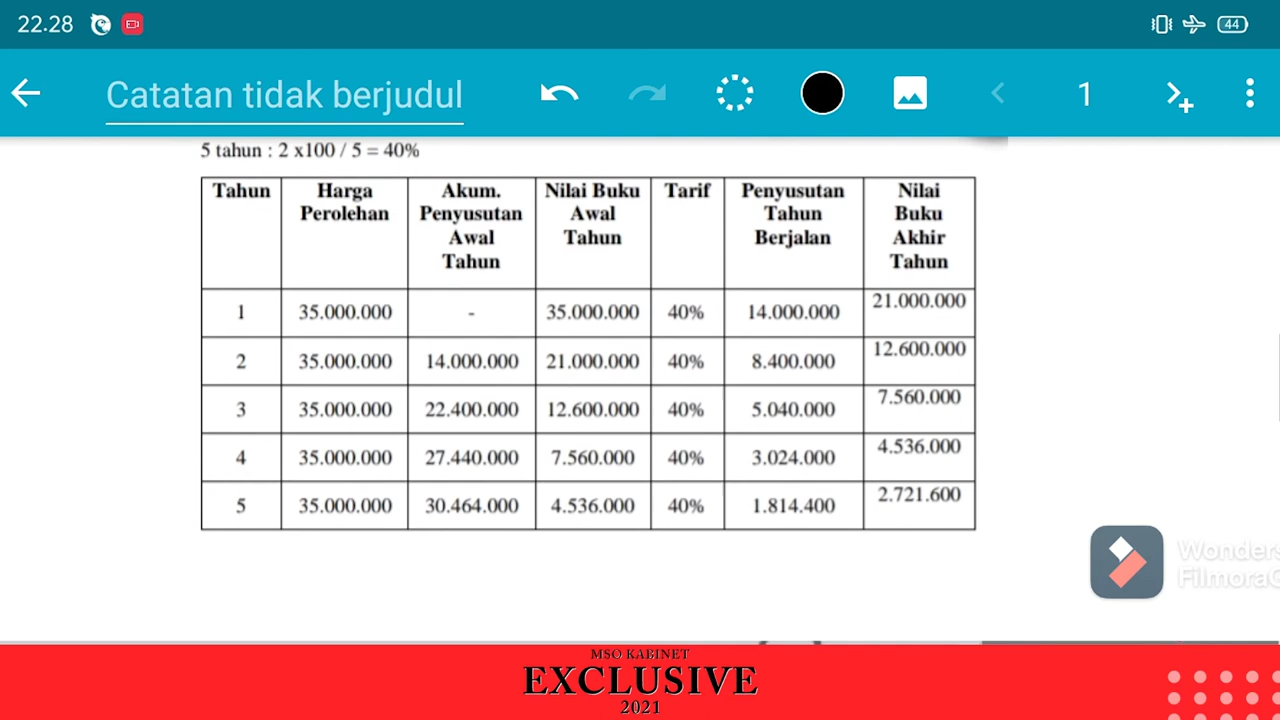 22.28
44
Catatan tidak berjudul
1
5 tahun : 2 x100 / 5 = 40%
Tahun Harga Perolehan Akum. Penyusutan Awal Tahun Nilai Buku Awal Tahun Tarif Penyusutan Tahun Berjalan Nilai Buku Akhir Tahun
1 35.000.000 - 35.000.000 40% 14.000.000 21.000.000
2 35.000.000 14.000.000 21.000.000 40% 8.400.000 12.600.000
3 35.000.000 22.400.000 12.600.000 40% 5.040.000 7.560.000
4 35.000.000 27.440.000 7.560.000 40% 3.024.000 4.536.000
5 35.000.000 30.464.000 4.536.000 40% 1.814.400 2.721.600
Wonders
FilmoraG
MSO KABINET
EXCLUSIVE
2021